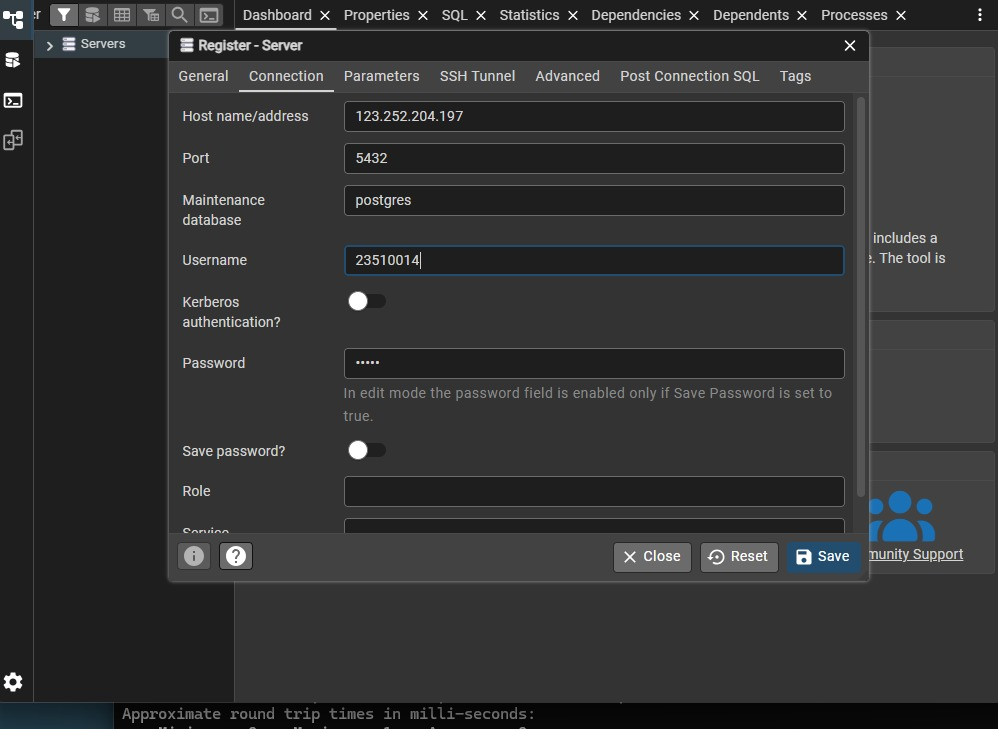 Dashboard
Properties
SQL
Statistics
Dependencies
Dependents
Processes
Servers
Register - Server
General
Connection
Parameters
SSH Tunnel
Advanced
Post Connection SQL
Tags
Host name/address
123.252.204.197
Port
5432
Maintenance
database
postgres
Username
23510014
Kerberos
authentication?
Password
•••••
In edit mode the password field is enabled only if Save Password is set to
true.
Save password?
Role
Service
includes a
The tool is
Close
Reset
Save
munity Support
Approximate round trip times in milli-seconds: